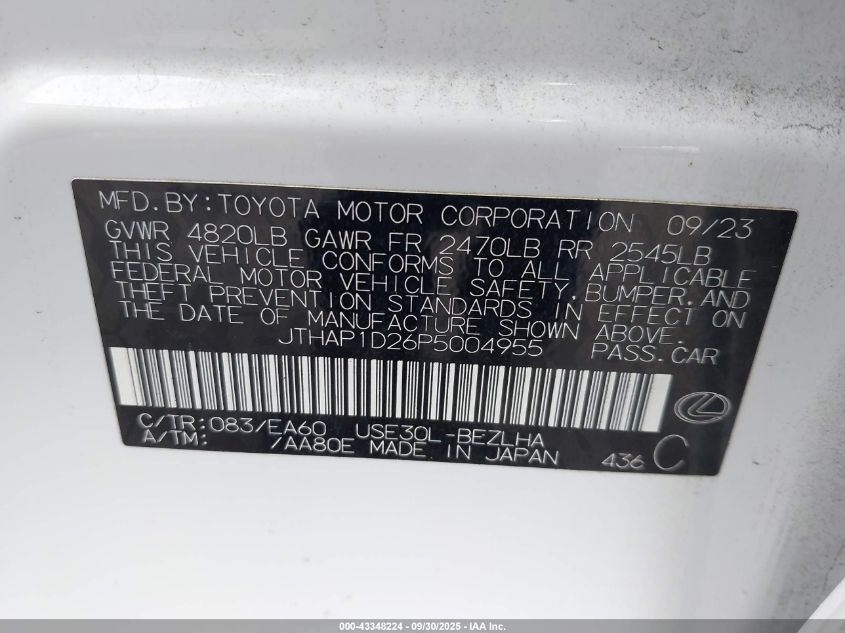 MFD.BY:TOYOTA MOTOR CORPORATION 09/23
GVWR 4820LB GAWR FR 2470LB RR 2545LB
THIS VEHICLE CONFORMS TO ALL APPLICABLE
FEDERAL MOTOR VEHICLE SAFETY,BUMPER,AND
THEFT PREVENTION STANDARDS IN EFFECT ON
THE DATE OF MANUFACTURE SHOWN ABOVE.
JTHAP1D26P5004955 PASS.CAR
C/TR:083/EA60 USE30L-BEZLHA
A/TM: /AA80E MADE IN JAPAN 436 C
000-43348224 - 09/30/2025 - IAA Inc.